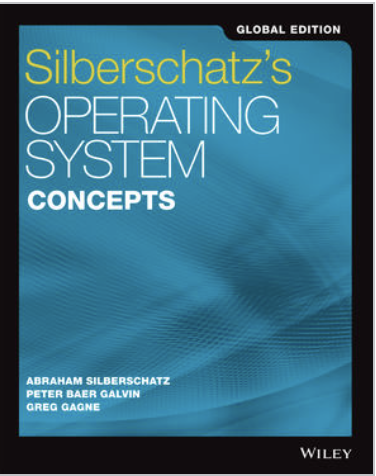 GLOBAL EDITION
Silberschatz's
OPERATING
SYSTEM
CONCEPTS
ABRAHAM SILBERSCHATZ
PETER BAER GALVIN
GREG GAGNE
WILEY